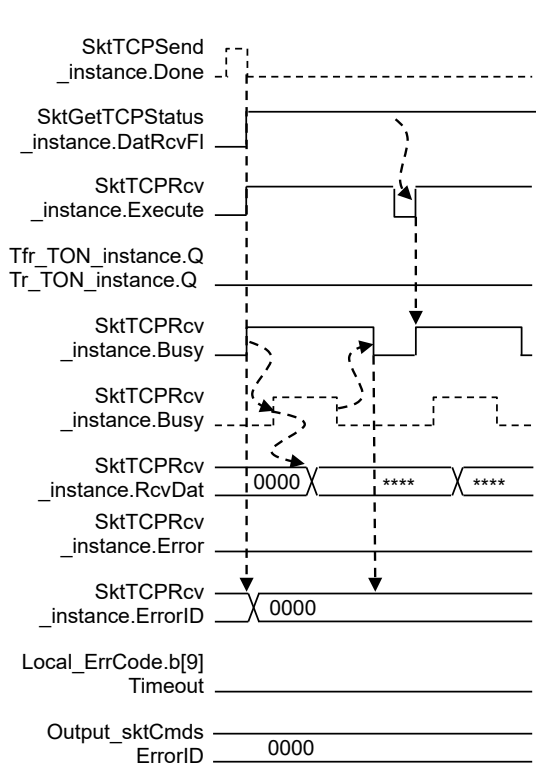 SktTCPSend
_instance.Done
SktGetTCPStatus
_instance.DatRcvFl
SktTCPRcv
_instance.Execute
Tfr_TON_instance.Q
Tr_TON_instance.Q
SktTCPRcv
_instance.Busy
SktTCPRcv
_instance.Busy
SktTCPRcv
_instance.RcvDat
0000
****
****
SktTCPRcv
_instance.Error
SktTCPRcv
_instance.ErrorID
0000
Local_ErrCode.b[9]
Timeout
Output_sktCmds
ErrorID
0000